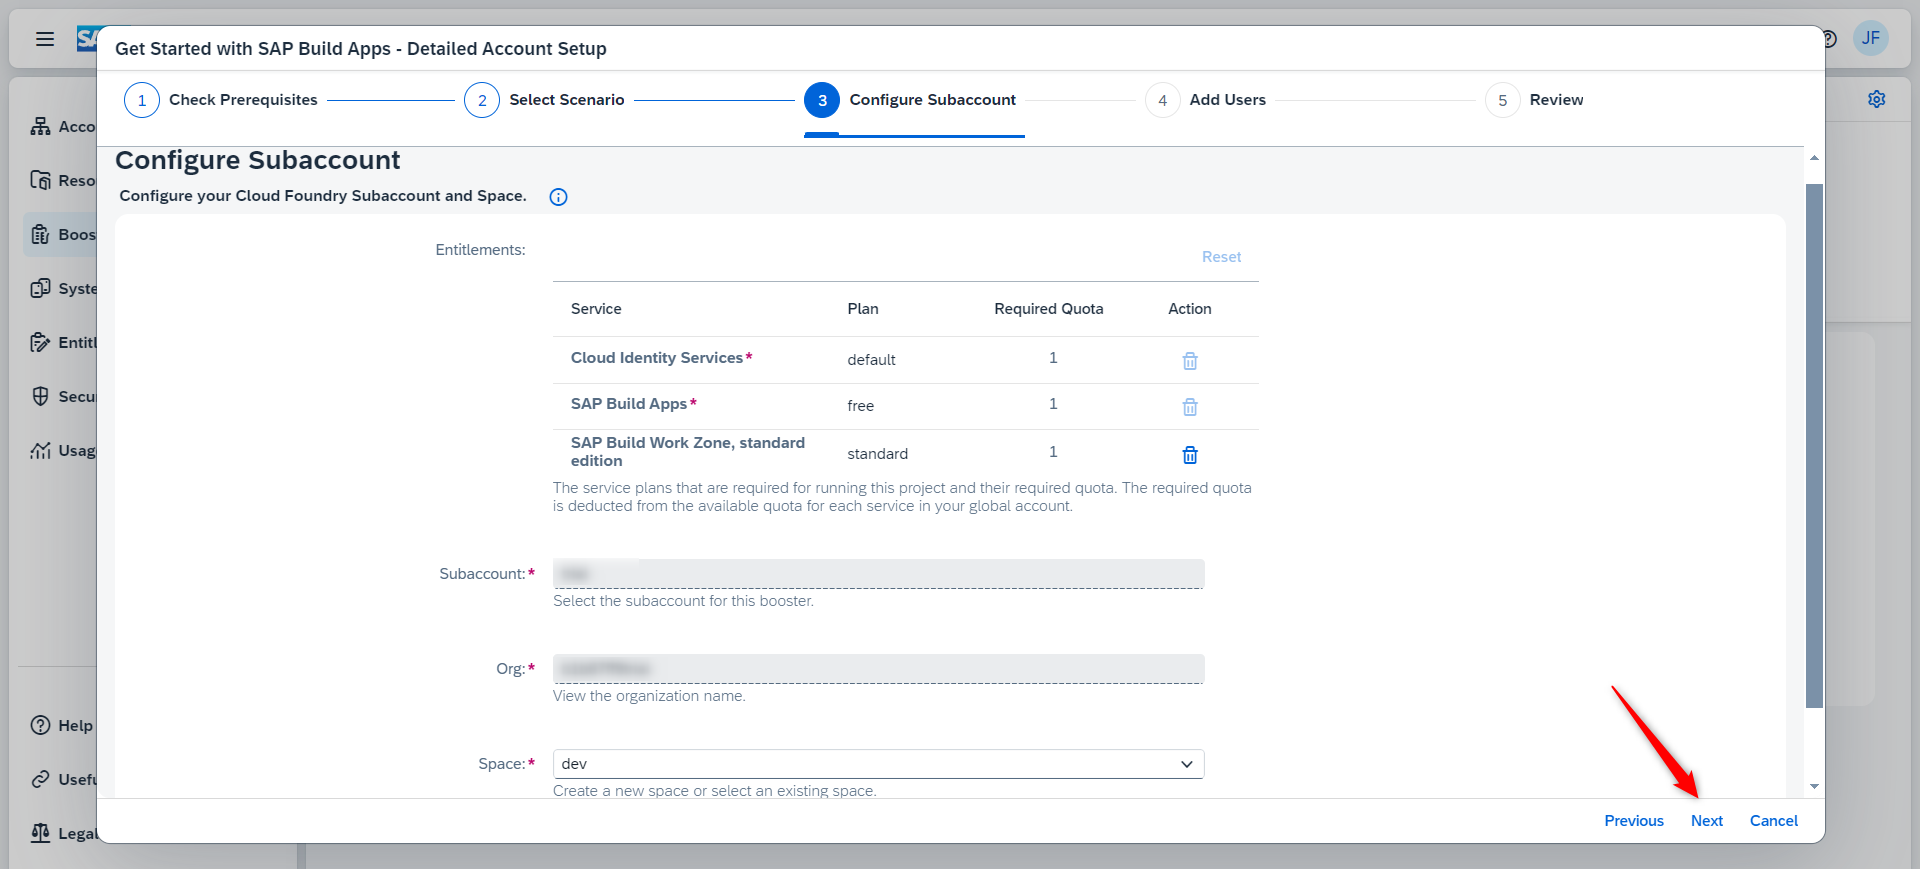 SA
JF
Get Started with SAP Build Apps - Detailed Account Setup
1 Check Prerequisites
2 Select Scenario
3 Configure Subaccount
4 Add Users
5 Review
Acco
Reso
Boos
Syste
Entitl
Secu
Usag
Help
Usefu
Legal
Configure Subaccount
Configure your Cloud Foundry Subaccount and Space.
Entitlements:
Reset
Service Plan Required Quota Action
Cloud Identity Services* default 1
SAP Build Apps* free 1
SAP Build Work Zone, standard
edition standard 1
The service plans that are required for running this project and their required quota. The required quota
is deducted from the available quota for each service in your global account.
Subaccount:*
Select the subaccount for this booster.
Org:*
View the organization name.
Space:* dev
Create a new space or select an existing space.
Previous Next Cancel